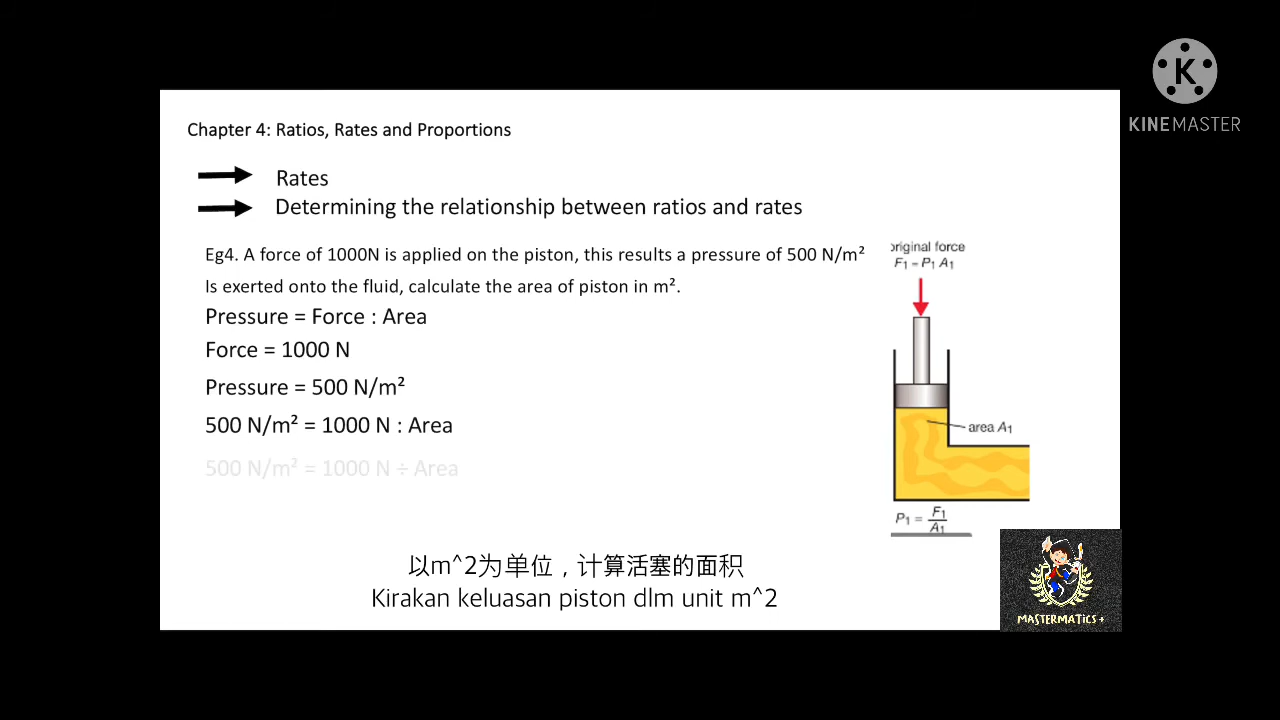 KINEMASTER
Chapter 4: Ratios, Rates and Proportions
Rates
Determining the relationship between ratios and rates
Eg4. A force of 1000N is applied on the piston, this results a pressure of 500 N/m²
Is exerted onto the fluid, calculate the area of piston in m².
Pressure = Force : Area
Force = 1000 N
Pressure = 500 N/m²
500 N/m² = 1000 N : Area
500 N/m² = 1000 N ÷ Area
original force
F₁ = P₁ A₁
area A₁
P₁ = F₁/A₁
以m^2为单位，计算活塞的面积
Kirakan keluasan piston dlm unit m^2
MASTERMATICS +